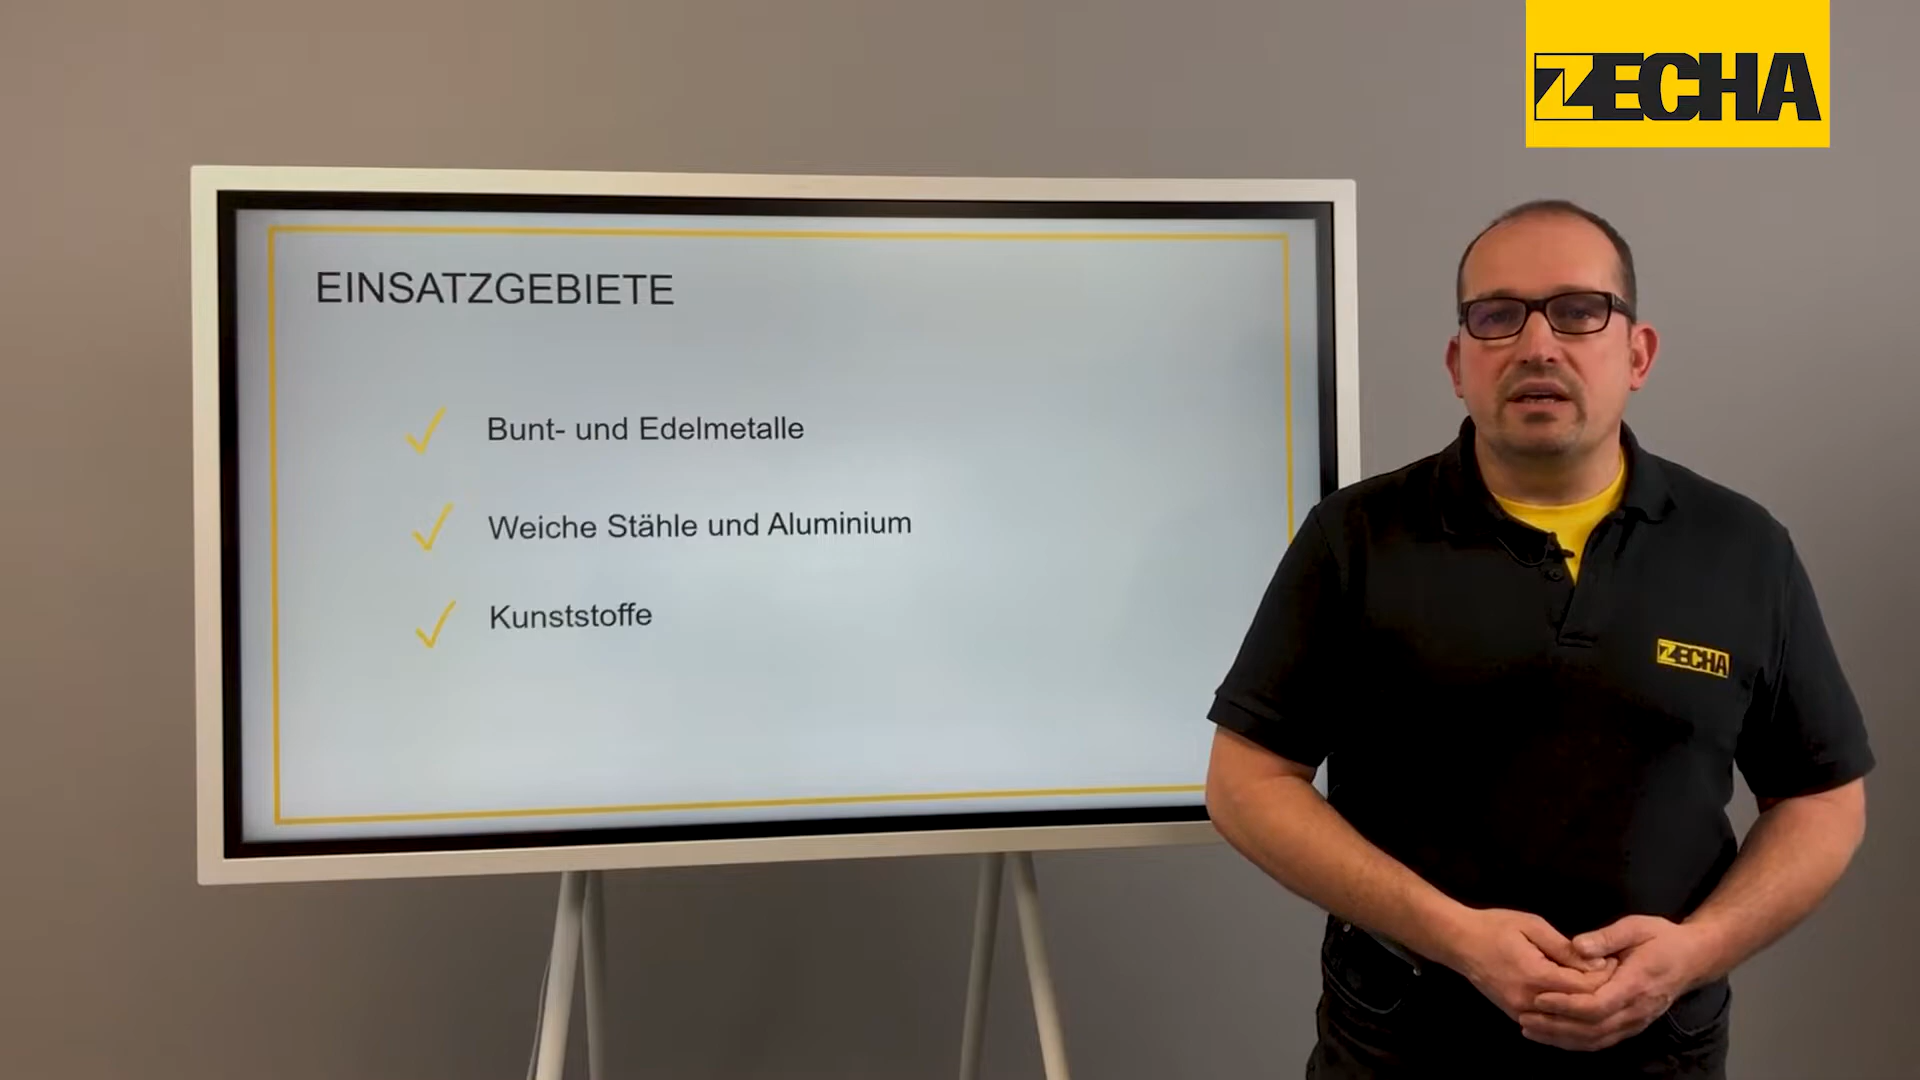 ZECHA
EINSATZGEBIETE
Bunt- und Edelmetalle
Weiche Stähle und Aluminium
Kunststoffe
ZECHA